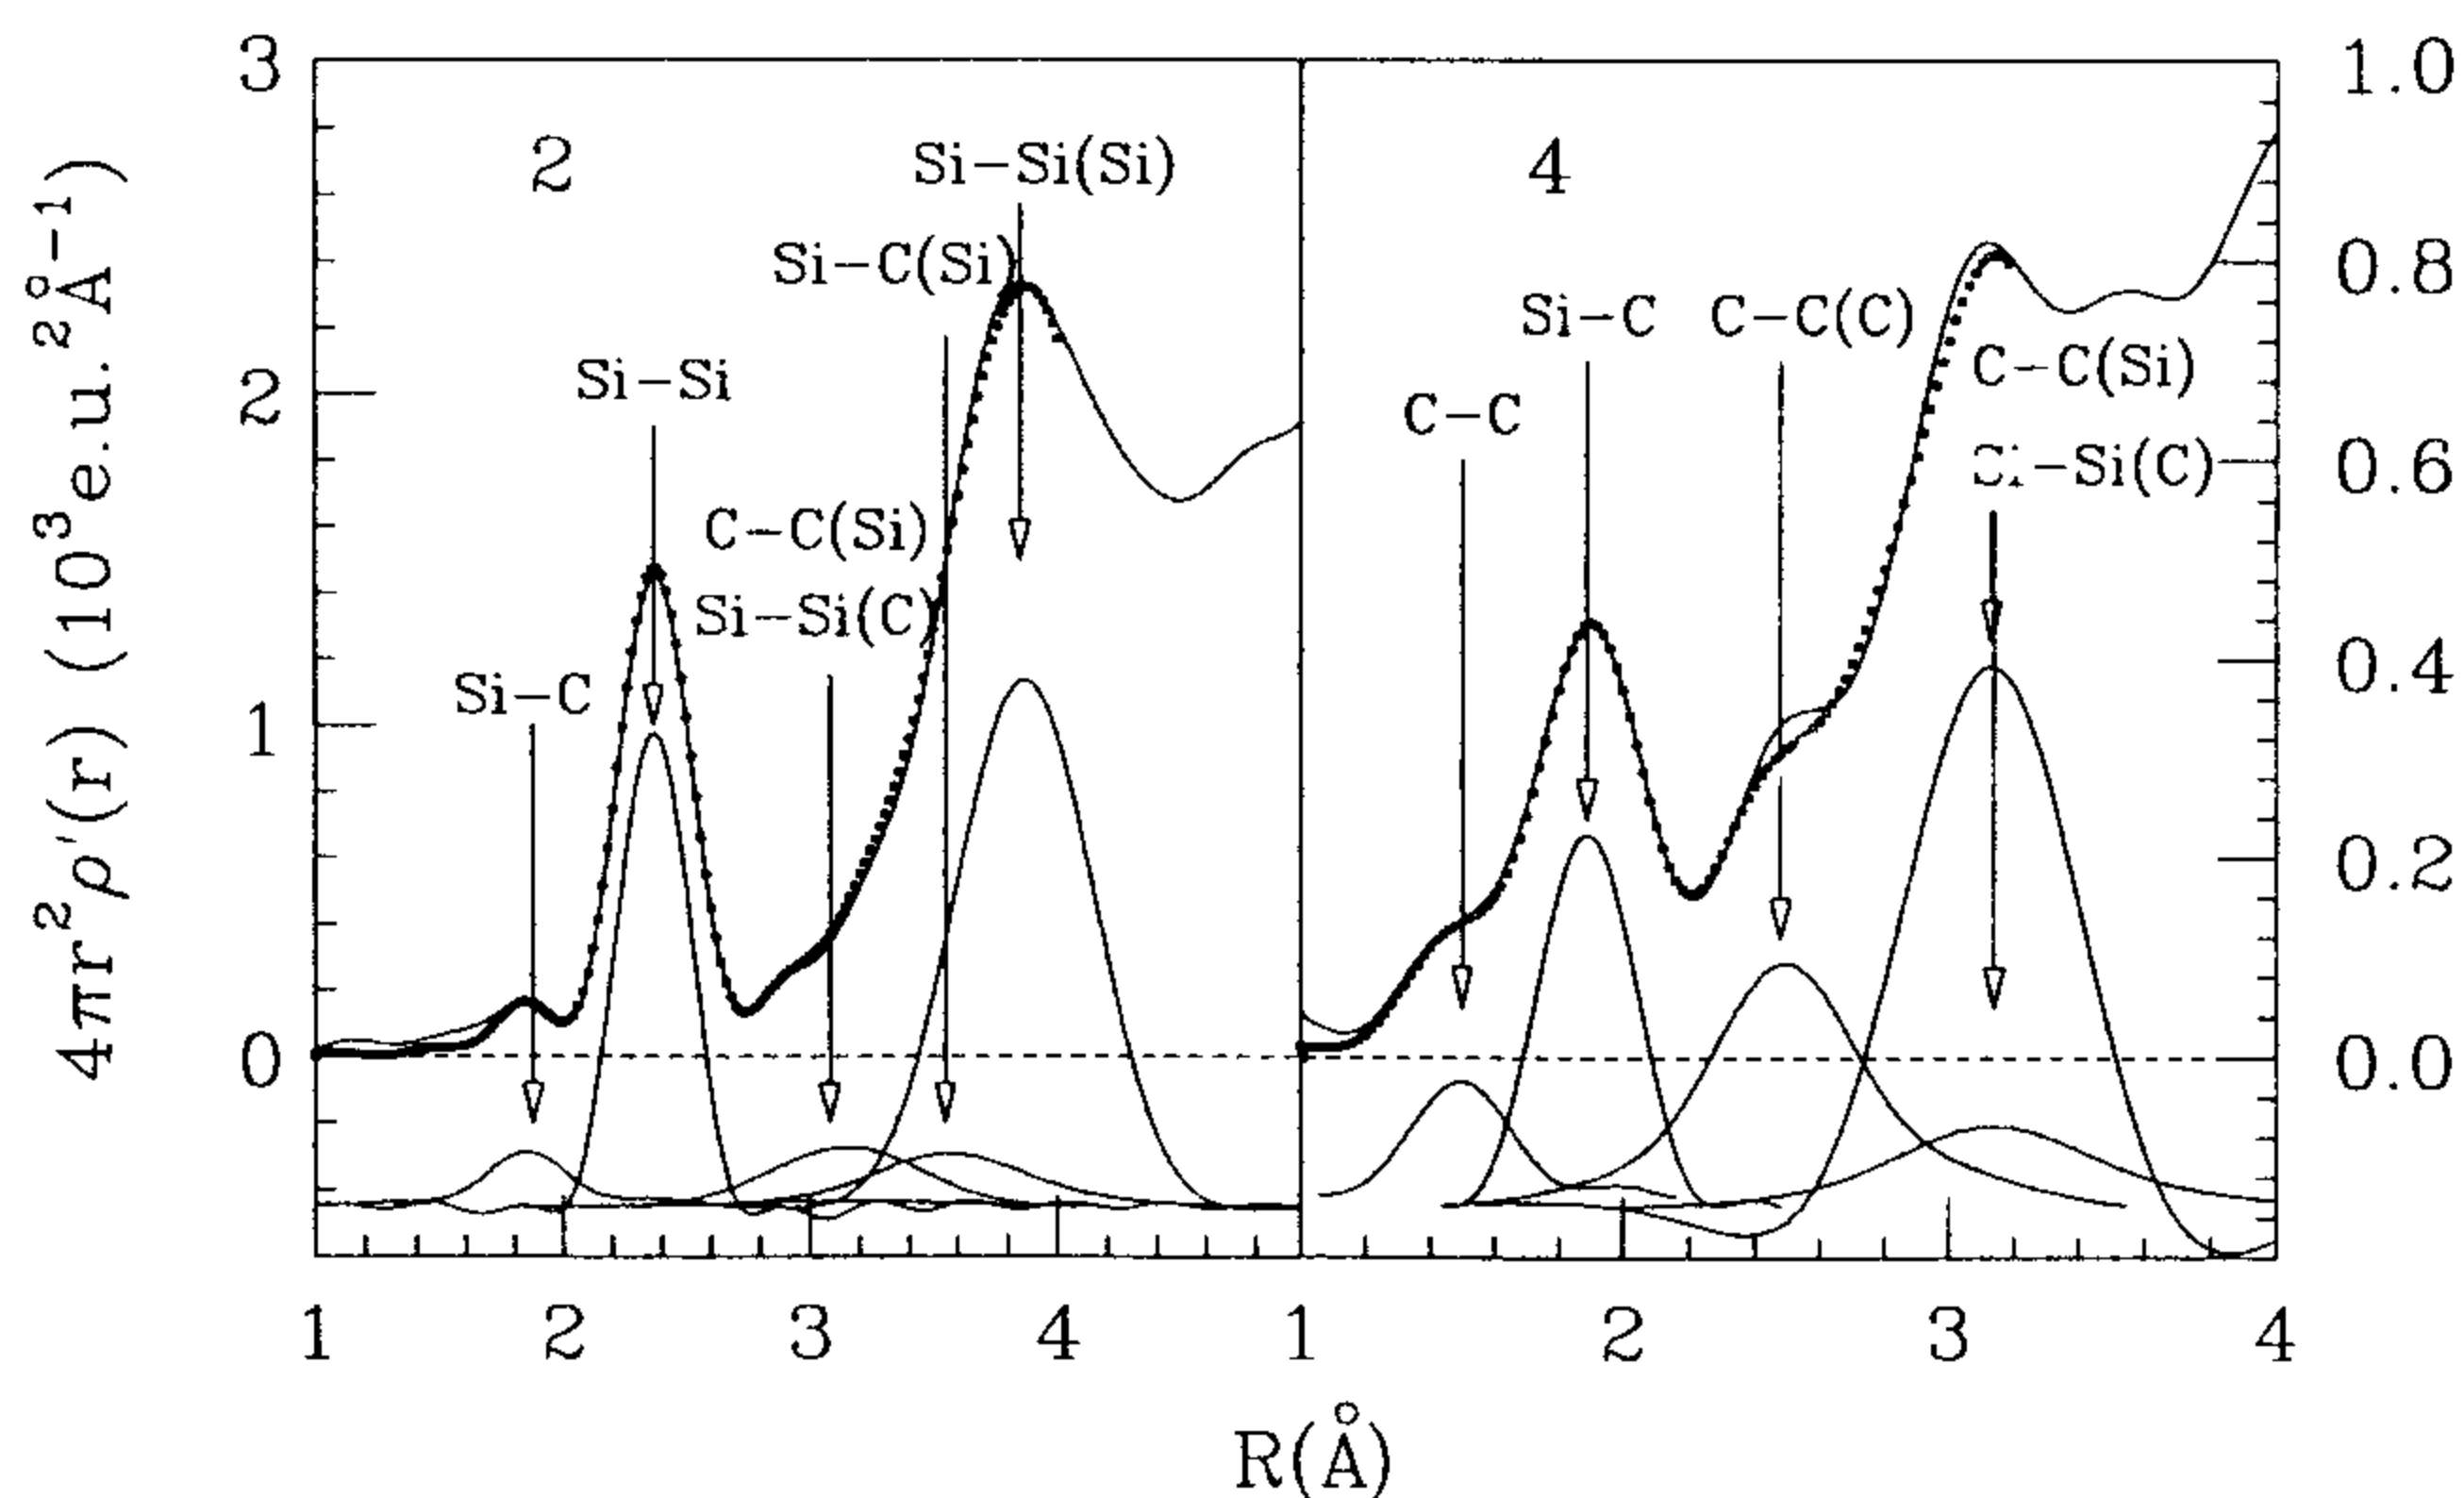 4πr²ρ′(r) (10³e.u.²Å⁻¹)
3
2
1
0
2
Si-Si(Si)
Si-C(Si)
Si-Si
C-C(Si)
Si-Si(C)
Si-C
4
Si-C
C-C(C)
C-C
C-C(Si)
Si-Si(C)
1.0
0.8
0.6
0.4
0.2
0.0
1 2 3 4 1 2 3 4
R(Å)